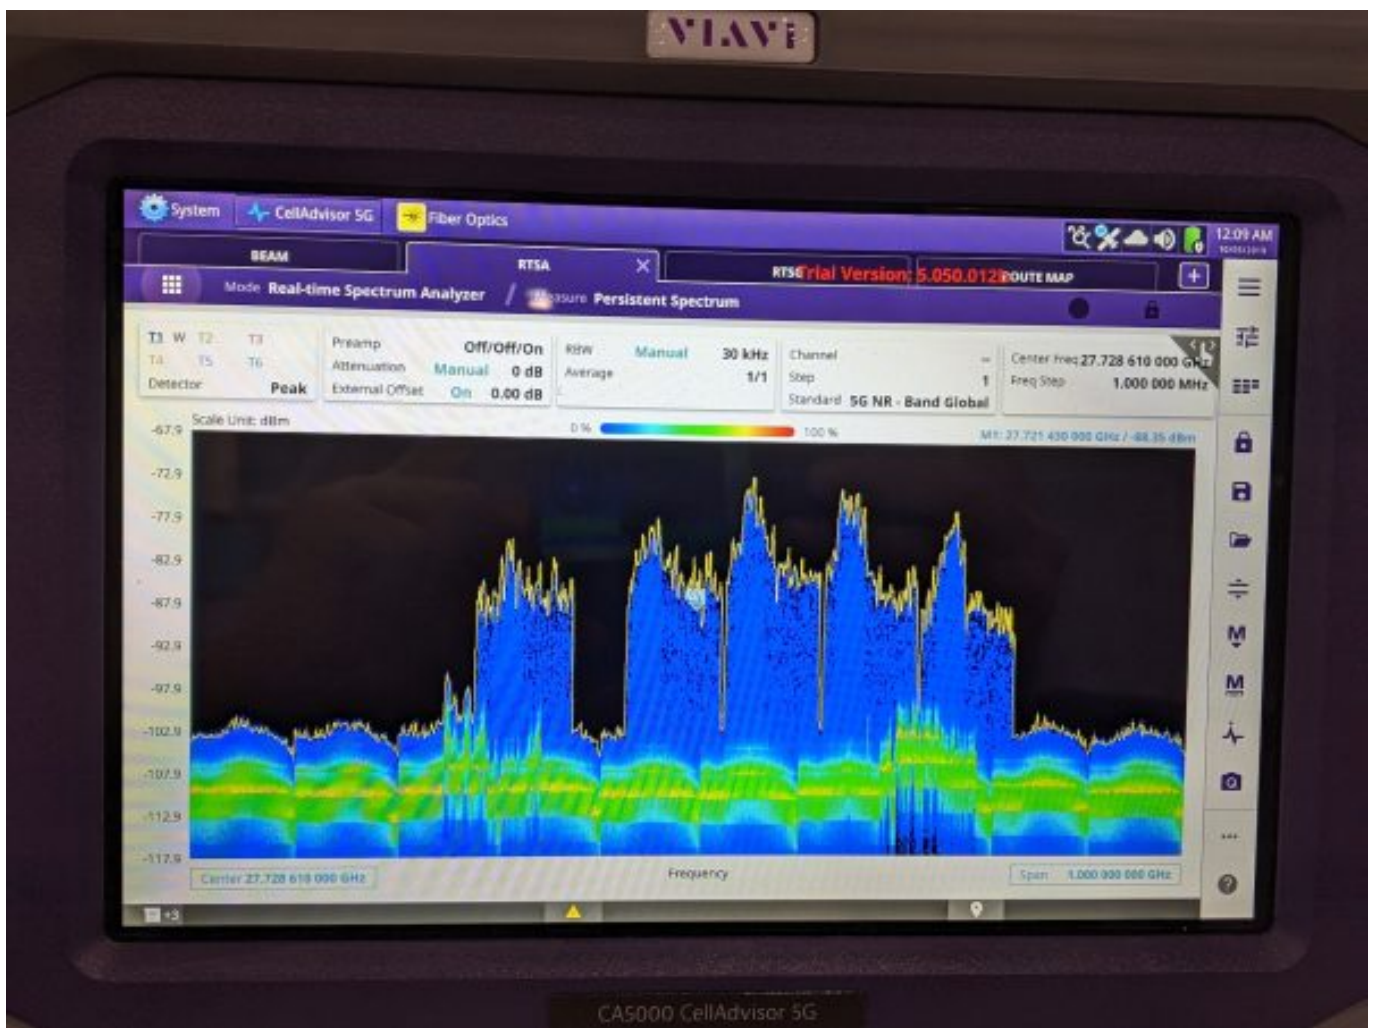 VIAVI
System CellAdvisor 5G Fiber Optics
12:09 AM
BEAM RTSA ROUTE MAP
Trial Version: 5.050.012
Mode Real-time Spectrum Analyzer / Measure Persistent Spectrum
T1 W T2 T3
T4 T5 T6
Detector Peak
Preamp Off/Off/On
Attenuation Manual 0 dB
External Offset On 0.00 dB
RBW Manual 30 kHz
Average 1/1
Channel --
Step 1
Standard 5G NR - Band Global
Center Freq 27.728 610 000 GHz
Freq Step 1.000 000 MHz
Scale Unit: dBm
0 % 100 %
M1: 27.721 430 000 GHz / -88.35 dBm
-67.9
-72.9
-77.9
-82.9
-87.9
-92.9
-97.9
-102.9
-107.9
-112.9
-117.9
M
M
Center 27.728 610 000 GHz
Frequency
Span 1.000 000 000 GHz
+3
CA5000 CellAdvisor 5G